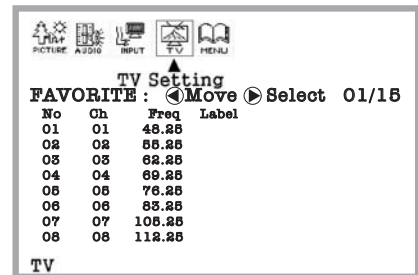 PICTURE AUDIO INPUT TV MENU
TV Setting
FAVORITE : Move Select 01/15
No Ch Freq Label
01 01 48.25
02 02 55.25
03 03 62.25
04 04 69.25
05 05 76.25
06 06 83.25
07 07 105.25
08 08 112.25
TV